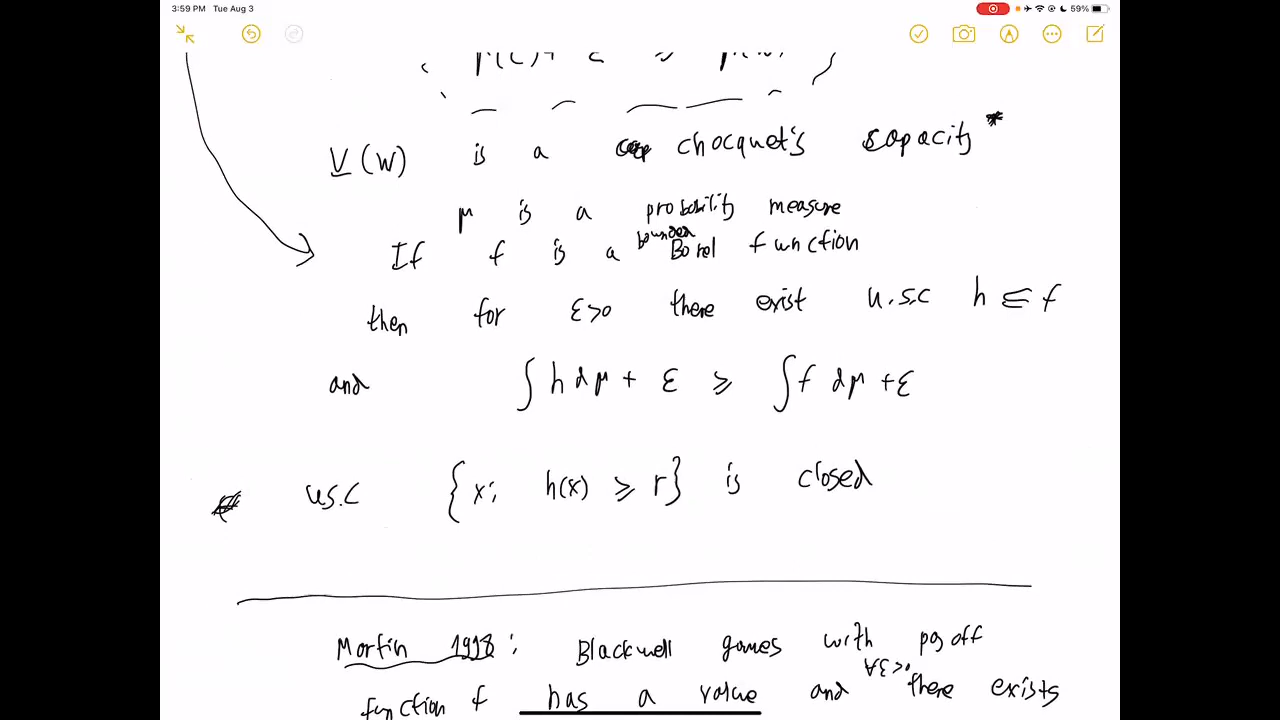 3:59 PM Tue Aug 3 59%
V(W) is a Chocquet's capacity*
μ is a probability measure
If f is a bounded Borel function
then for ε>0 there exist u.s.c h ≤ f
and ∫h dμ + ε ≥ ∫f dμ + ε
u.s.c {x; h(x) ≥ r} is closed
Martin 1998: Blackwell games with payoff
function f has a value and ∀ε>0 there exists